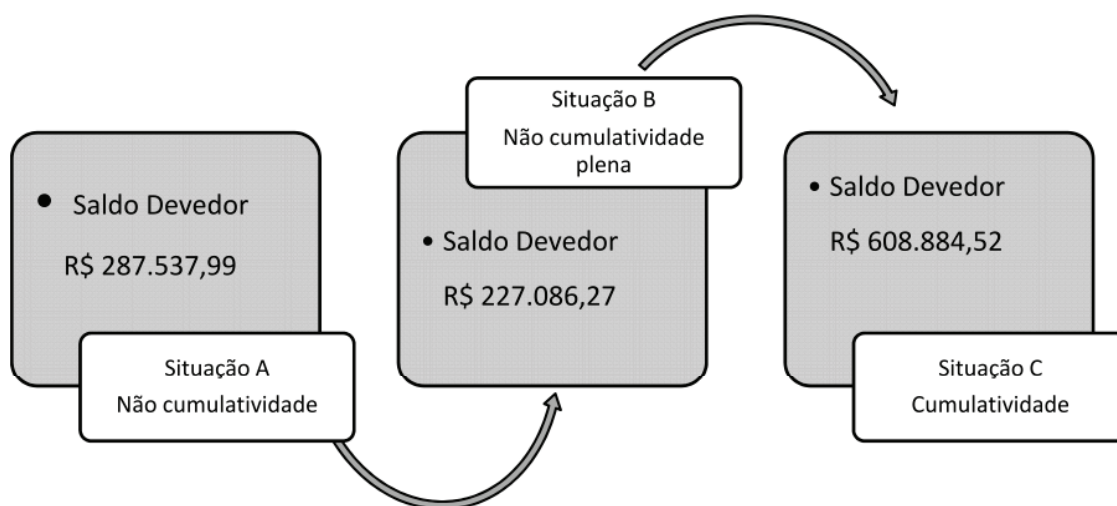 • Saldo Devedor
R$ 287.537,99
Situação A
Não cumulatividade
Situação B
Não cumulatividade
plena
• Saldo Devedor
R$ 227.086,27
• Saldo Devedor
R$ 608.884,52
Situação C
Cumulatividade